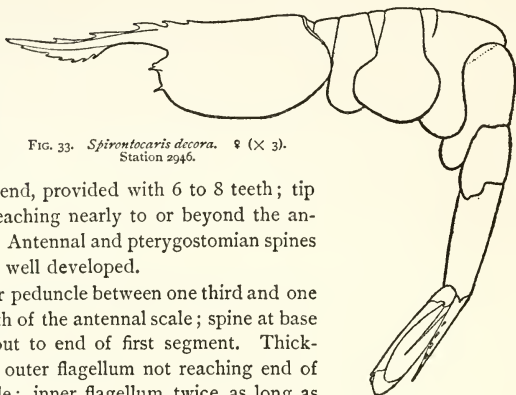 FIG. 33. Spirontocaris decora. ♀ (× 3).
Station 2946.
end, provided with 6 to 8 teeth; tip
eaching nearly to or beyond the an-
Antennal and pterygostomian spines
well developed.
r peduncle between one third and one
th of the antennal scale; spine at base
out to end of first segment. Thick-
outer flagellum not reaching end of
le; inner flagellum twice as long as